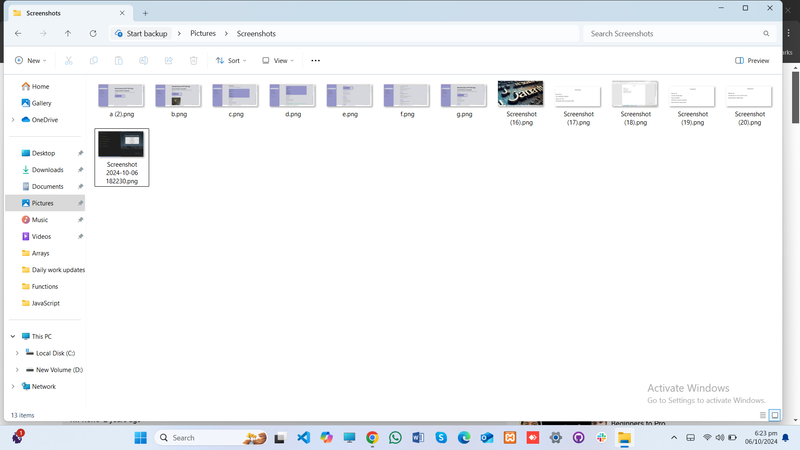 Screenshots
Start backup
Pictures
Screenshots
Search Screenshots
New
Sort
View
Preview
Home
Gallery
OneDrive
Desktop
Downloads
Documents
Pictures
Music
Videos
Arrays
Daily work updates
Functions
JavaScript
This PC
Local Disk (C:)
New Volume (D:)
Network
a (2).png
b.png
c.png
d.png
e.png
f.png
g.png
Screenshot
(16).png
Screenshot
(17).png
Screenshot
(18).png
Screenshot
(19).png
Screenshot
(20).png
Screenshot
2024-10-06
182230.png
Activate Windows
Go to Settings to activate Windows.
13 items
Beginners to Pro
1
Search
6:23 pm
06/10/2024